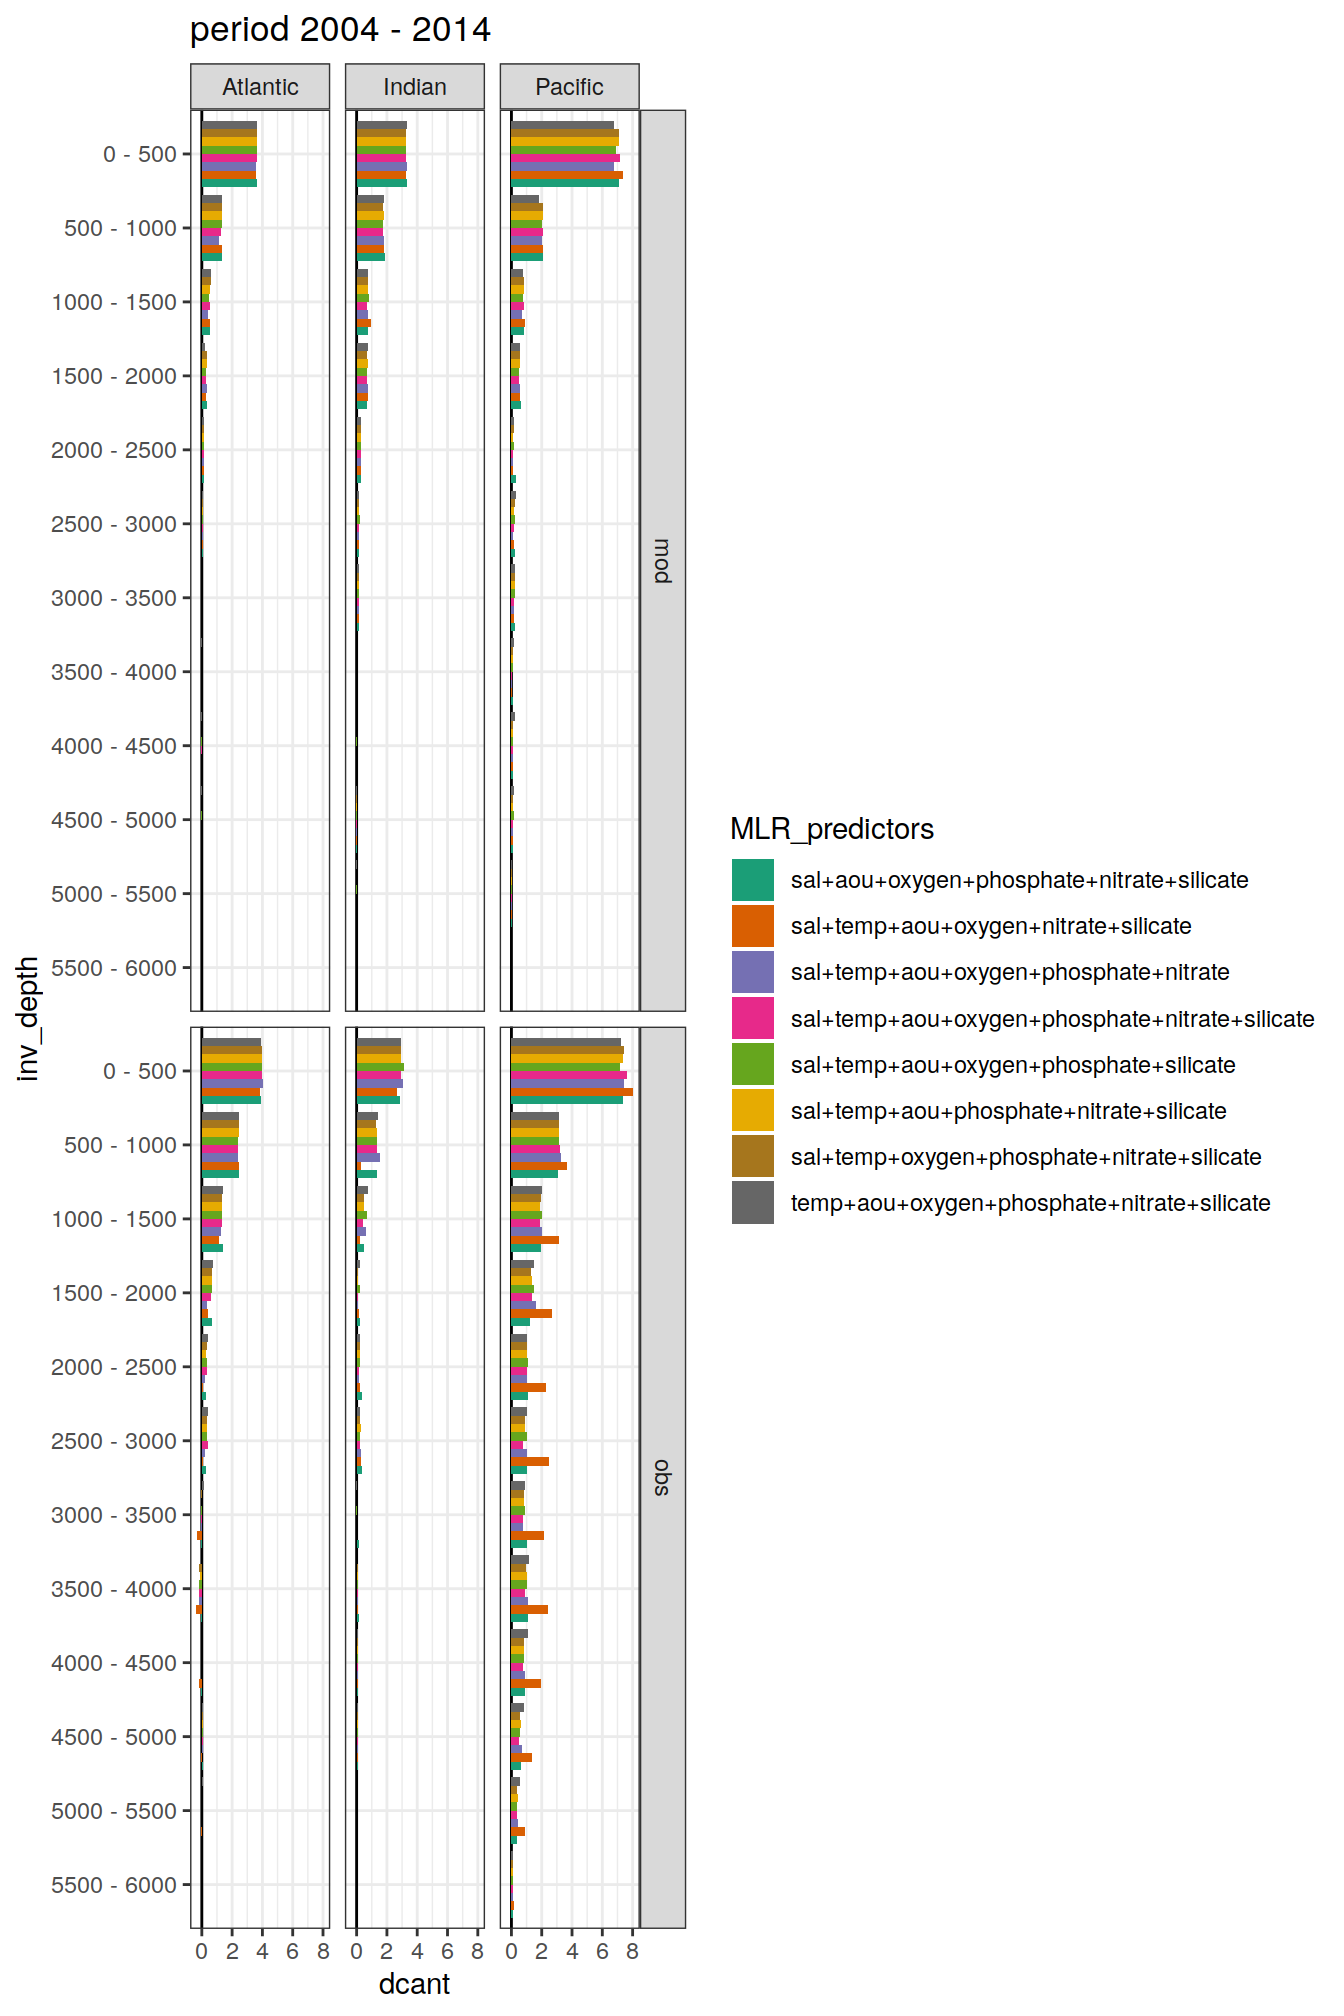 period 2004 - 2014
Atlantic
Indian
Pacific
0 - 500
500 - 1000
1000 - 1500
1500 - 2000
2000 - 2500
2500 - 3000
3000 - 3500
3500 - 4000
4000 - 4500
4500 - 5000
5000 - 5500
5500 - 6000
mod
0 - 500
500 - 1000
1000 - 1500
1500 - 2000
2000 - 2500
2500 - 3000
3000 - 3500
3500 - 4000
4000 - 4500
4500 - 5000
5000 - 5500
5500 - 6000
obs
inv_depth
0 2 4 6 8 0 2 4 6 8 0 2 4 6 8
dcant
MLR_predictors
sal+aou+oxygen+phosphate+nitrate+silicate
sal+temp+aou+oxygen+nitrate+silicate
sal+temp+aou+oxygen+phosphate+nitrate
sal+temp+aou+oxygen+phosphate+nitrate+silicate
sal+temp+aou+oxygen+phosphate+silicate
sal+temp+aou+phosphate+nitrate+silicate
sal+temp+oxygen+phosphate+nitrate+silicate
temp+aou+oxygen+phosphate+nitrate+silicate